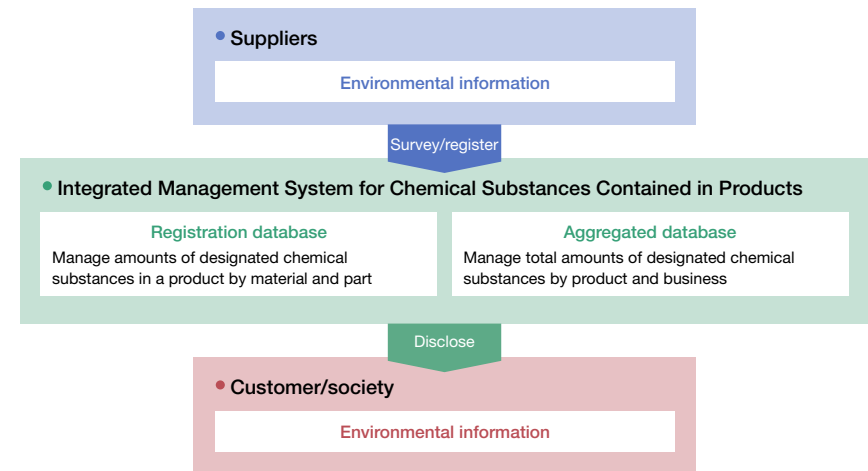 • Suppliers
Environmental information
Survey/register
• Integrated Management System for Chemical Substances Contained in Products
Registration database
Manage amounts of designated chemical
substances in a product by material and part
Aggregated database
Manage total amounts of designated chemical
substances by product and business
Disclose
• Customer/society
Environmental information